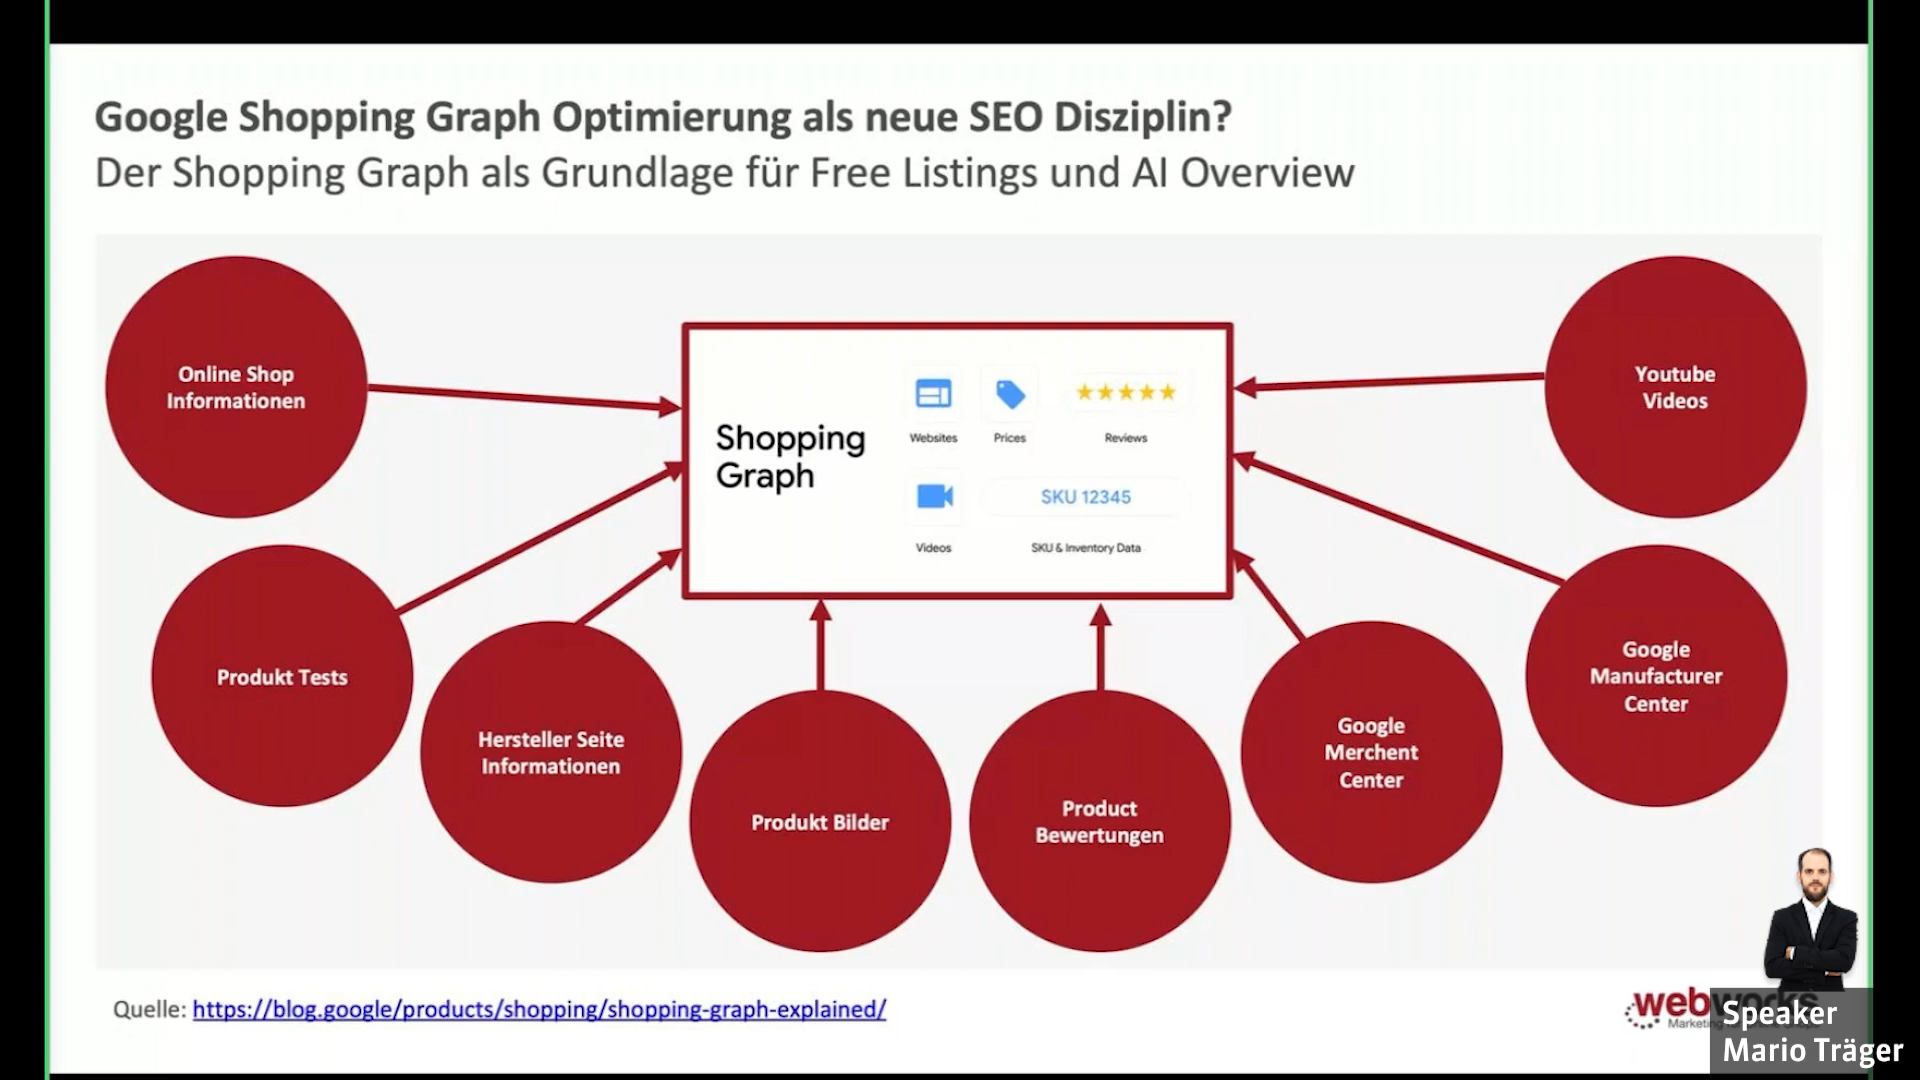 Google Shopping Graph Optimierung als neue SEO Disziplin?
Der Shopping Graph als Grundlage für Free Listings und AI Overview
Online Shop
Informationen
Produkt Tests
Hersteller Seite
Informationen
Produkt Bilder
Product
Bewertungen
Google
Merchent
Center
Google
Manufacturer
Center
Youtube
Videos
Shopping
Graph
Websites
Prices
Reviews
Videos
SKU 12345
SKU & Inventory Data
Quelle: https://blog.google/products/shopping/shopping-graph-explained/
webworks
Marketing
Speaker
Mario Träger